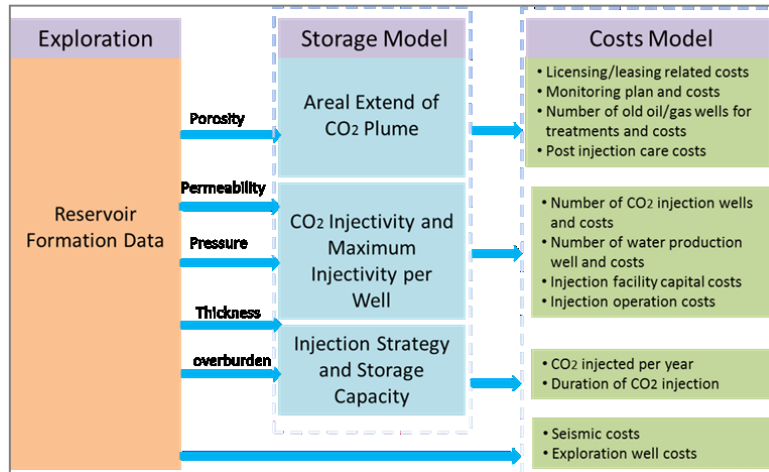 Exploration
Storage Model
Costs Model
Reservoir
Formation Data
Porosity
Permeability
Pressure
Thickness
overburden
Areal Extend of
CO2 Plume
CO2 Injectivity and
Maximum
Injectivity per
Well
Injection Strategy
and Storage
Capacity
• Licensing/leasing related costs
• Monitoring plan and costs
• Number of old oil/gas wells for
treatments and costs
• Post injection care costs
• Number of CO2 injection wells
and costs
• Number of water production
well and costs
• Injection facility capital costs
• Injection operation costs
• CO2 injected per year
• Duration of CO2 injection
• Seismic costs
• Exploration well costs